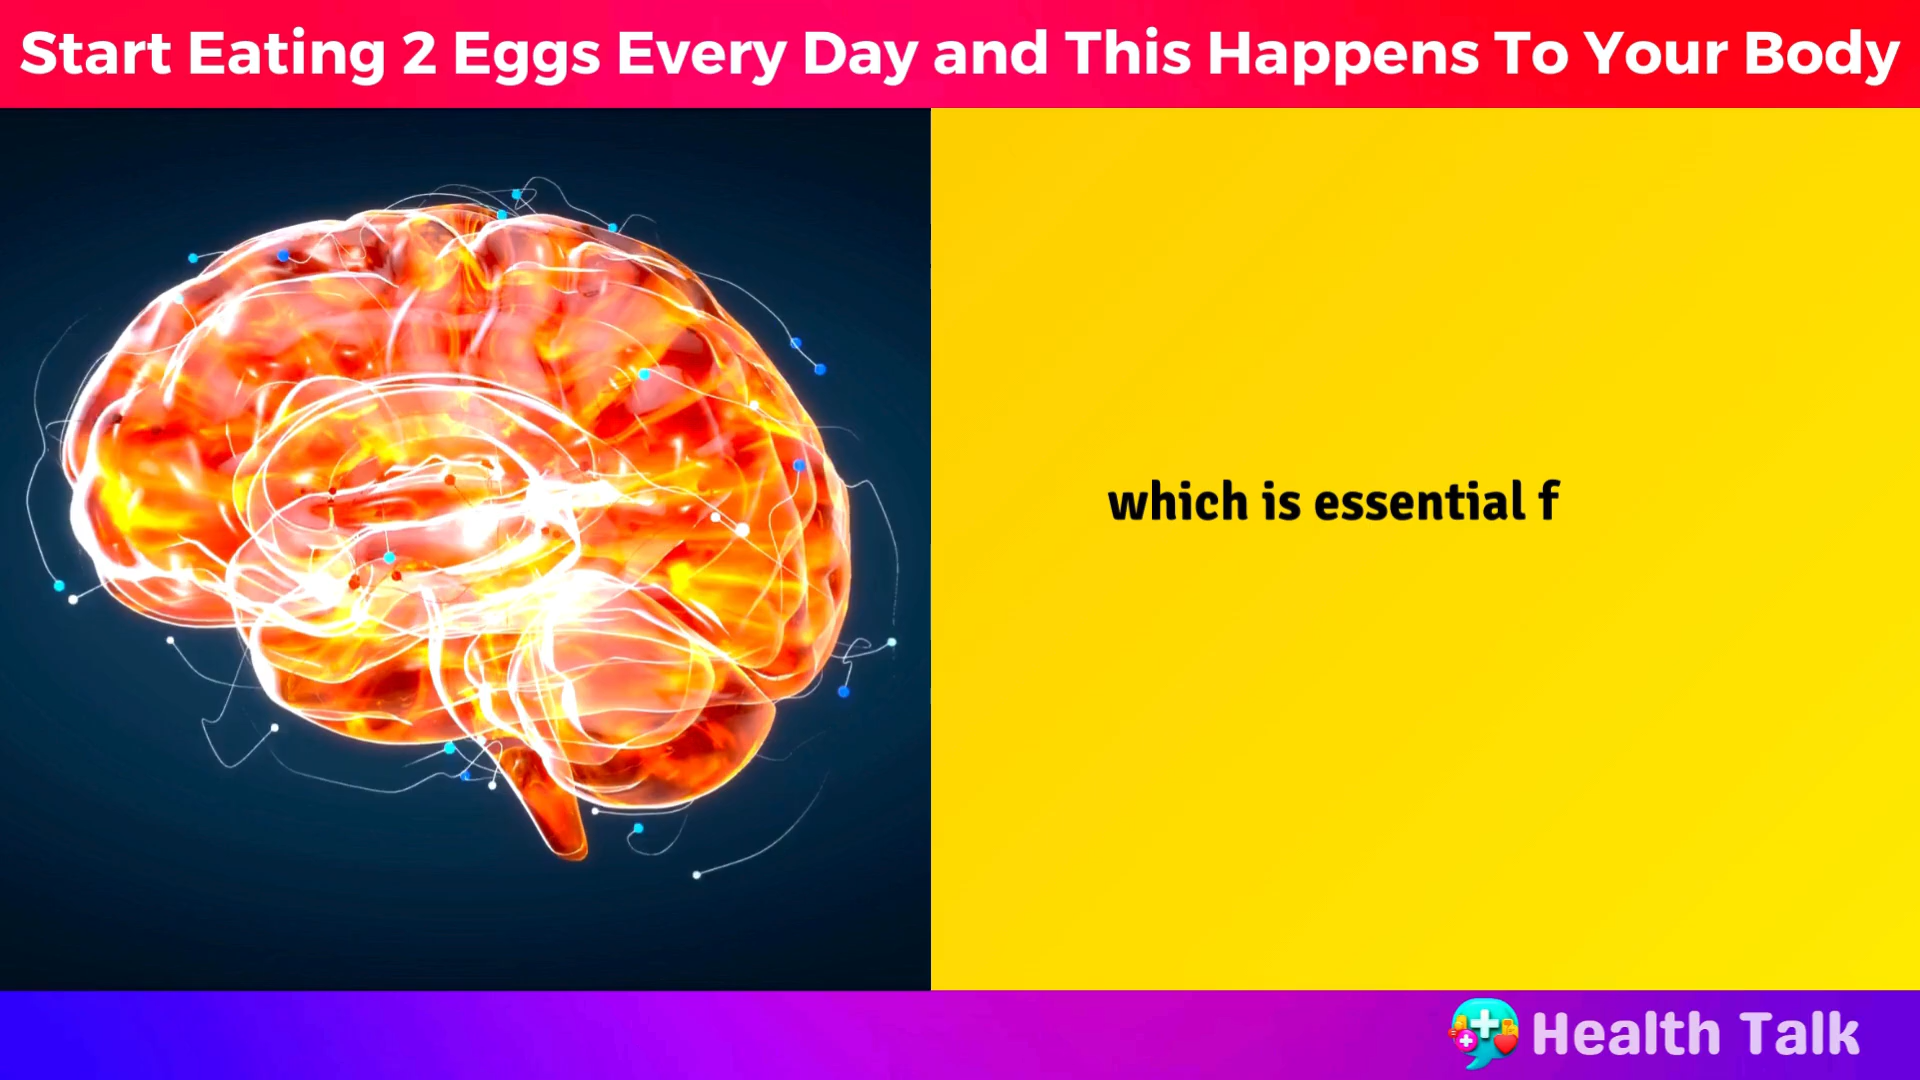 Start Eating 2 Eggs Every Day and This Happens To Your Body
which is essential f
Health Talk